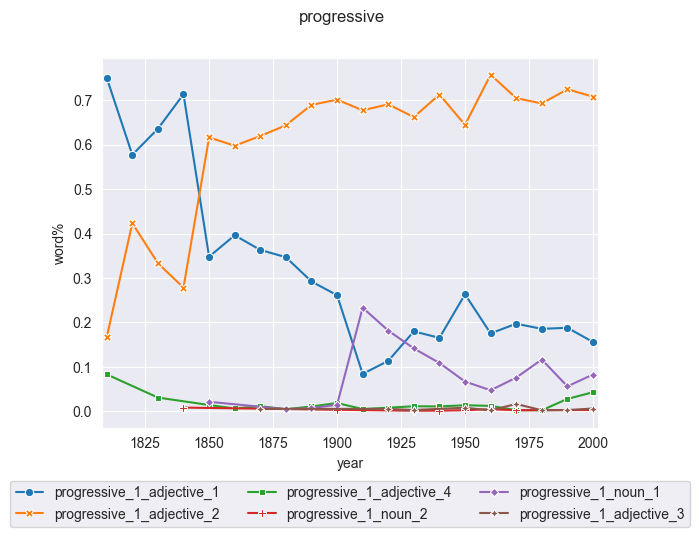 progressive
0.7
0.6
0.5
0.4
0.3
0.2
0.1
0.0
word%
1825 1850 1875 1900 1925 1950 1975 2000
year
progressive_1_adjective_1 progressive_1_adjective_4 progressive_1_noun_1
progressive_1_adjective_2 progressive_1_noun_2 progressive_1_adjective_3